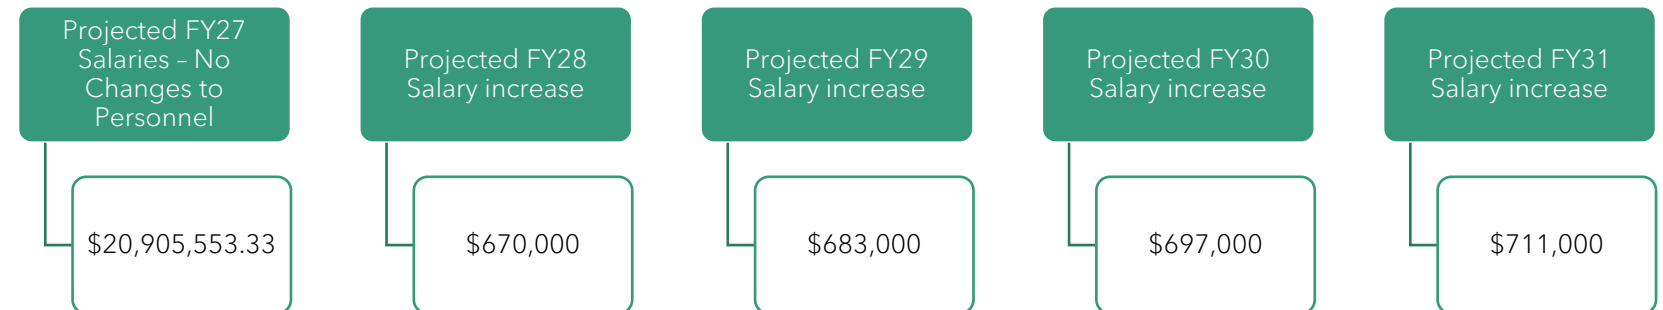 Projected FY27
Salaries – No
Changes to
Personnel
$20,905,553.33
Projected FY28
Salary increase
$670,000
Projected FY29
Salary increase
$683,000
Projected FY30
Salary increase
$697,000
Projected FY31
Salary increase
$711,000